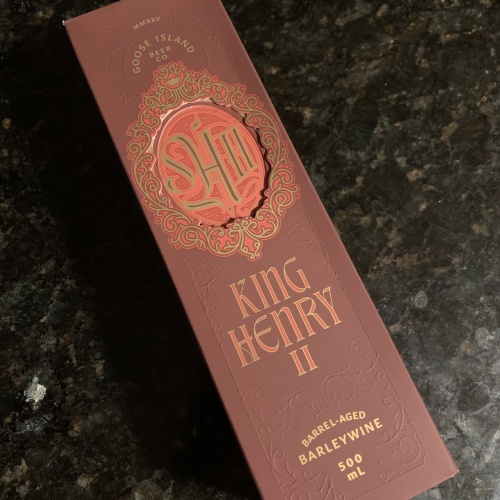 MMXXV
GOOSE ISLAND
BEER
CO.
KING
HENRY
II
BARREL-AGED
BARLEYWINE
500
mL